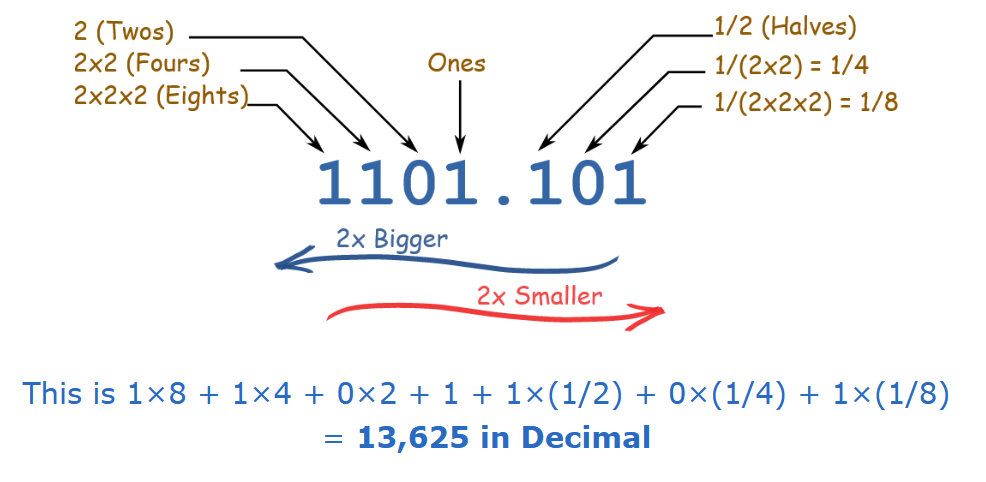 2 (Twos)
2x2 (Fours)
2x2x2 (Eights)
Ones
1/2 (Halves)
1/(2x2) = 1/4
1/(2x2x2) = 1/8
1101.101
2x Bigger
2x Smaller
This is 1×8 + 1×4 + 0×2 + 1 + 1×(1/2) + 0×(1/4) + 1×(1/8)
= 13,625 in Decimal